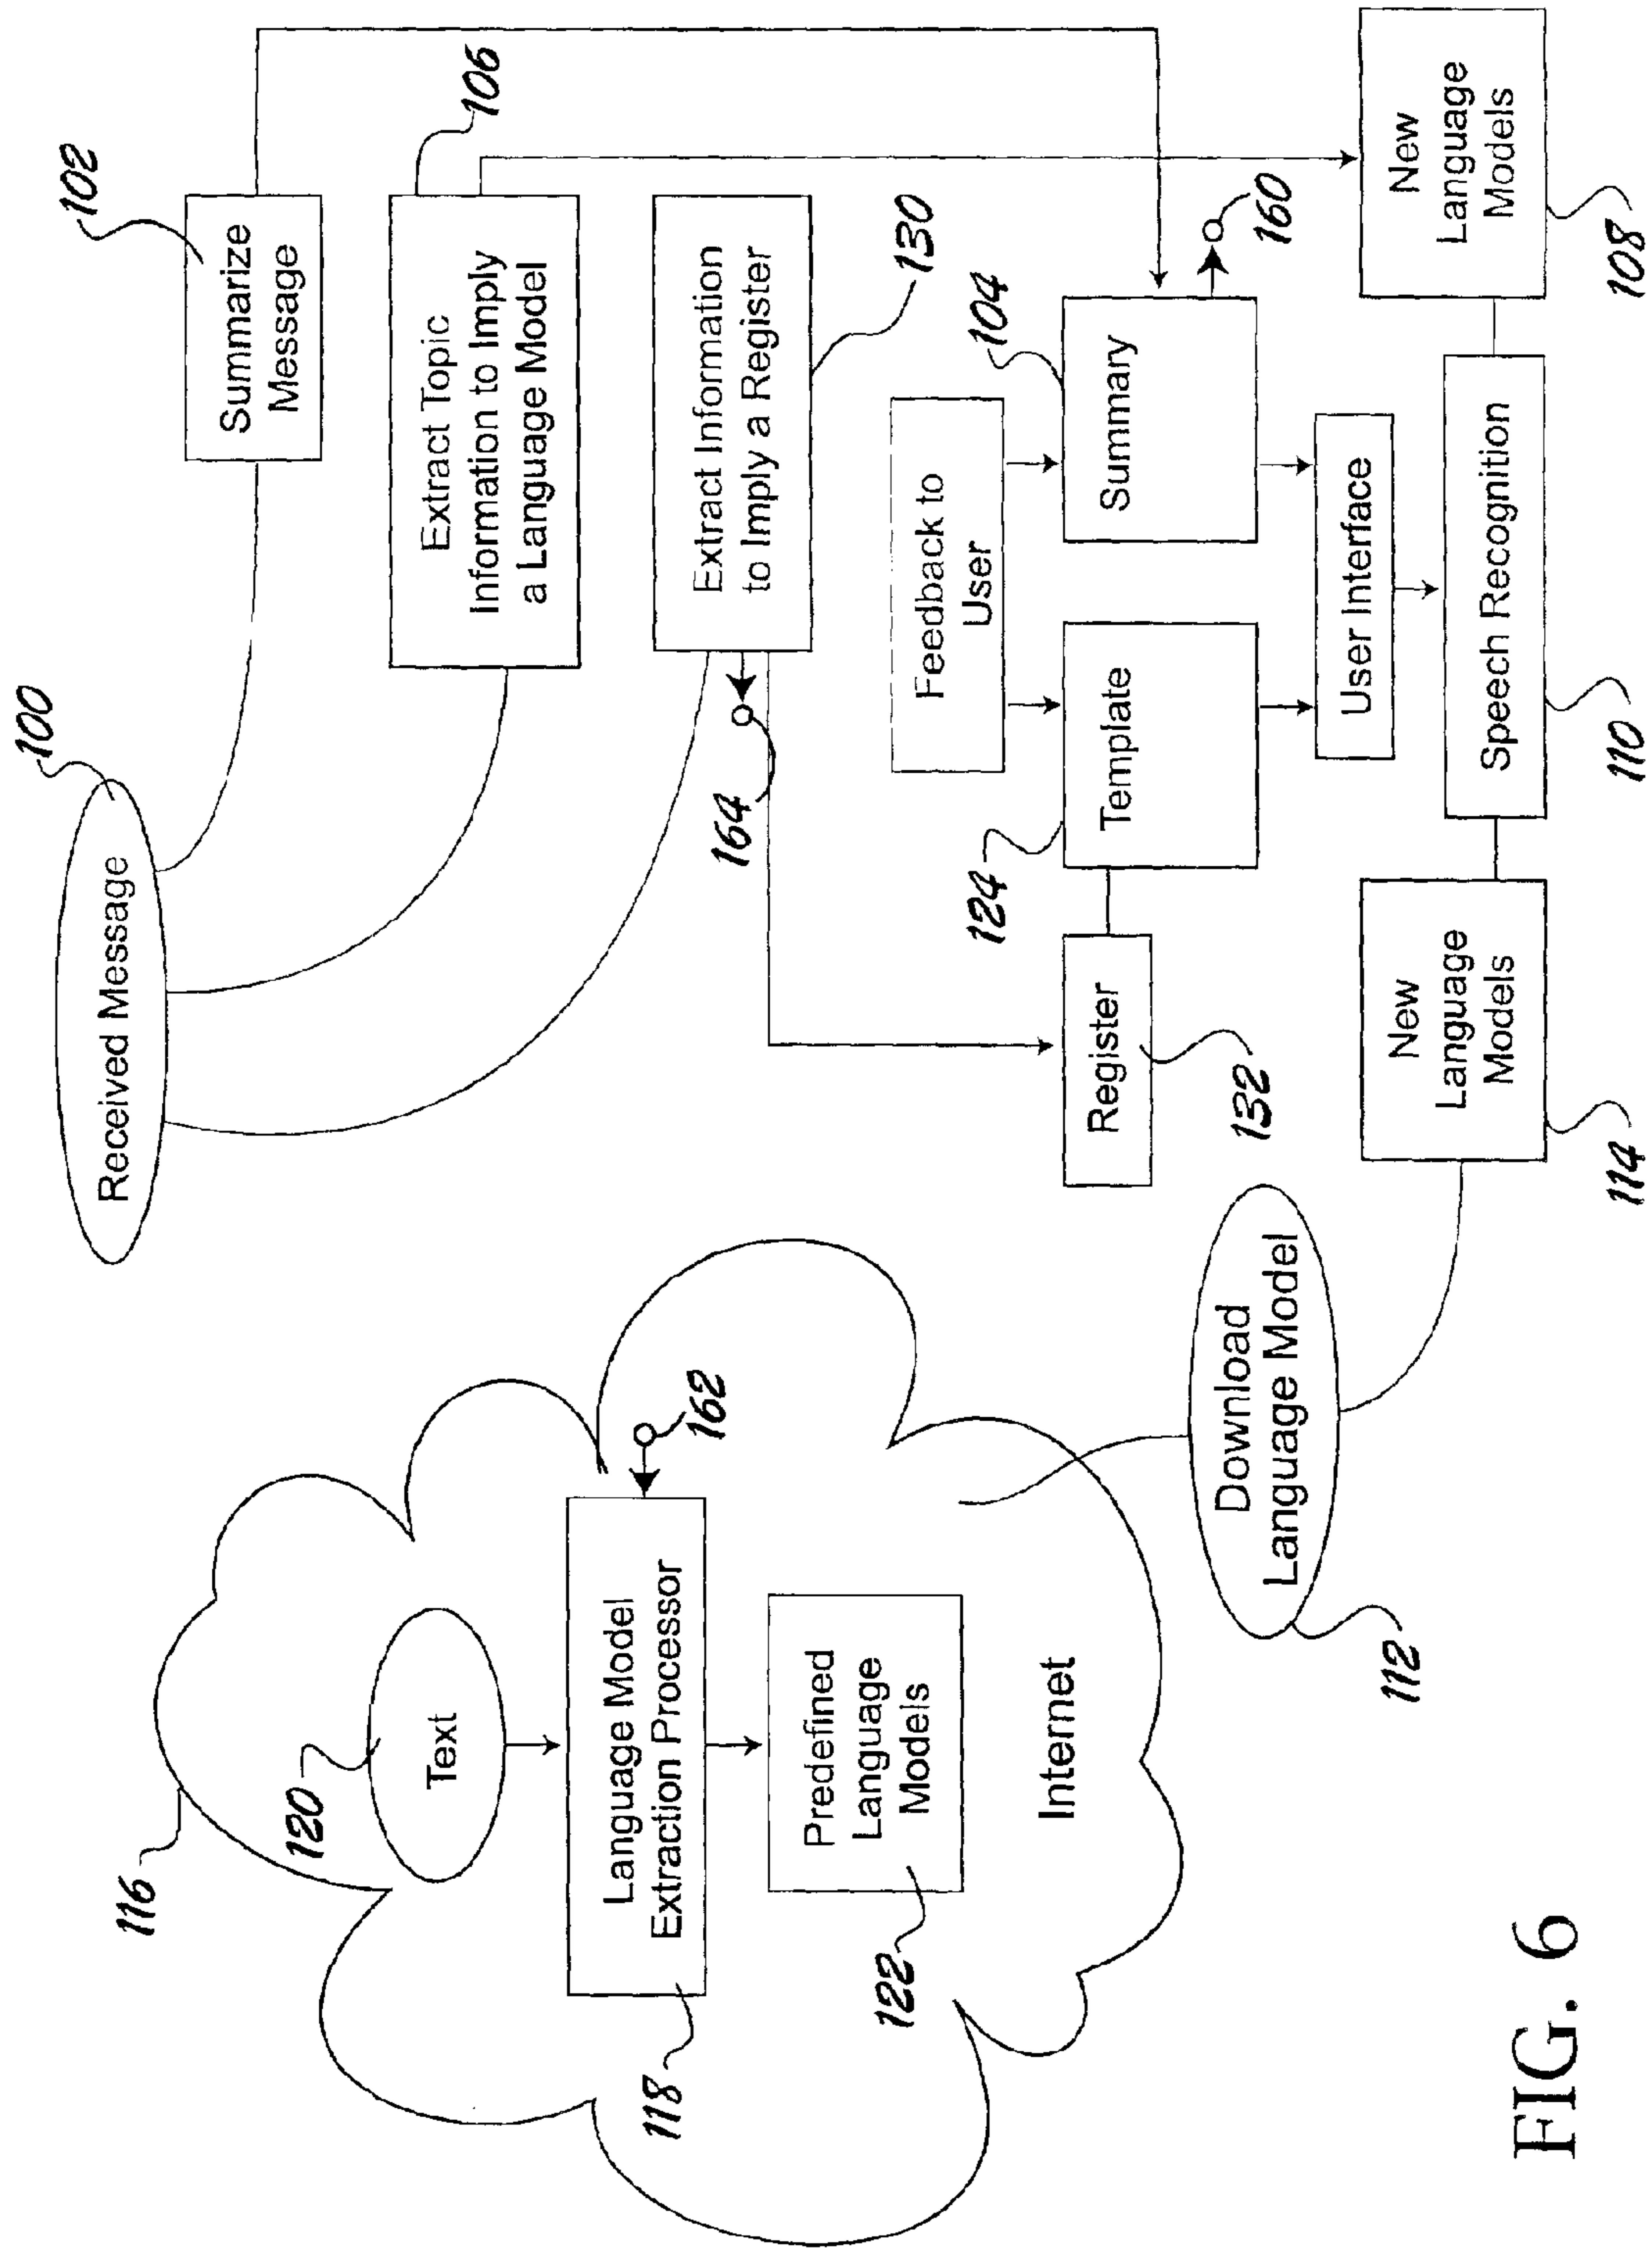 100
Received Message
102
Summarize
Message
106
Extract Topic
Information to Imply
a Language Model
Extract Information
to Imply a Register
130
164
116
120
Text
Language Model
Extraction Processor
118
162
Predefined
Language
Models
122
Internet
Feedback to
User
124
Template
104
Summary
160
Register
132
User Interface
Download
Language Model
112
New
Language
Models
114
Speech Recognition
110
New
Language
Models
108
FIG. 6